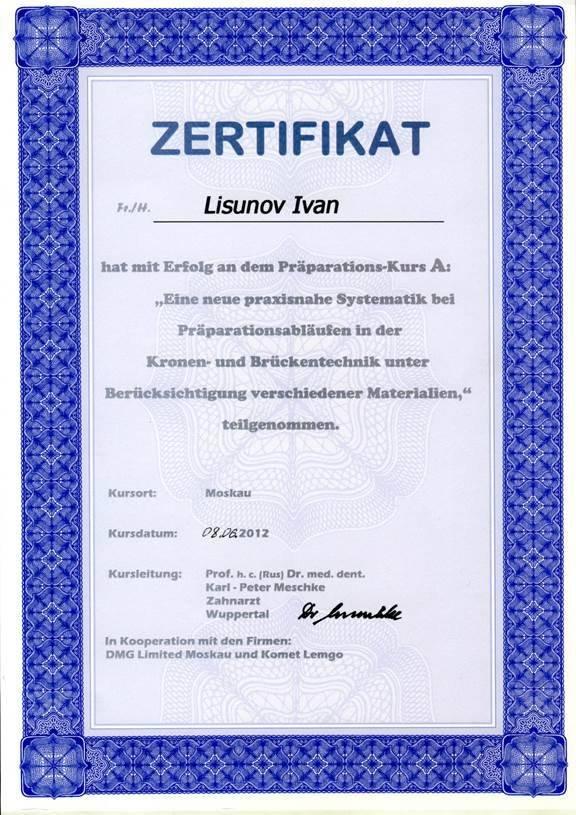 ZERTIFIKAT
Fr./H. Lisunov Ivan
hat mit Erfolg an dem Präparations-Kurs A:
„Eine neue praxisnahe Systematik bei
Präparationsabläufen in der
Kronen- und Brückentechnik unter
Berücksichtigung verschiedener Materialien,“
teilgenommen.
Kursort: Moskau
Kursdatum: 08.06.2012
Kursleitung: Prof. h. c. (Rus) Dr. med. dent.
Karl - Peter Meschke
Zahnarzt
Wuppertal
In Kooperation mit den Firmen:
DMG Limited Moskau und Komet Lemgo